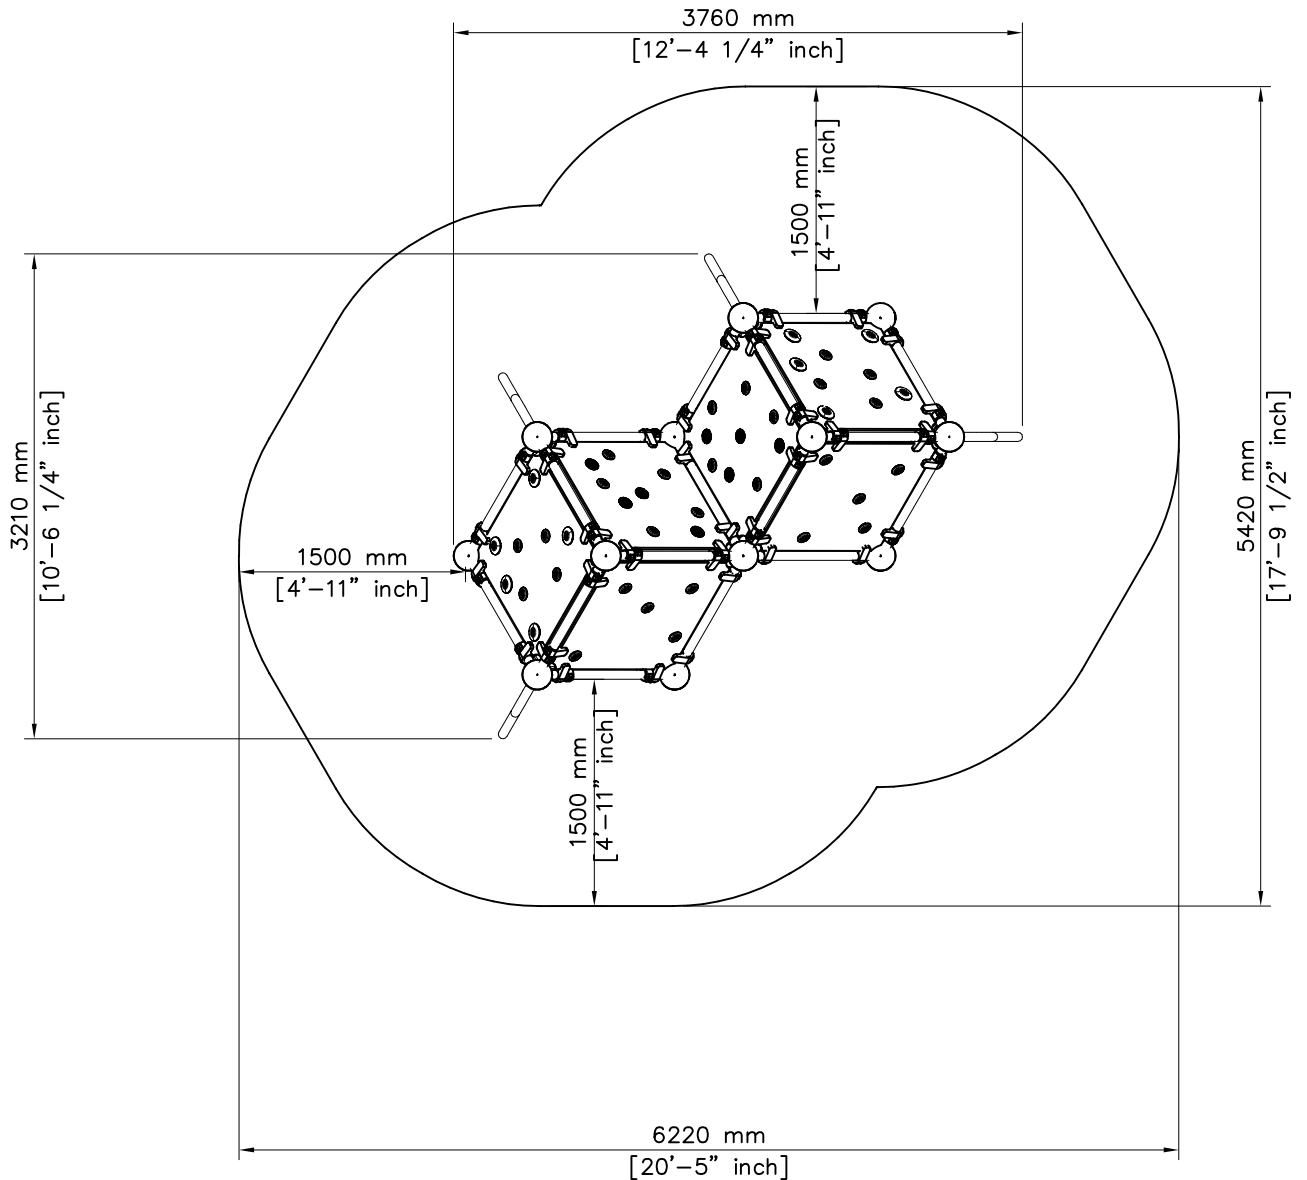 3760 mm
[12'-4 1/4" inch]
1500 mm
[4'-11" inch]
3210 mm
[10'-6 1/4" inch]
1500 mm
[4'-11" inch]
5420 mm
[17'-9 1/2" inch]
1500 mm
[4'-11" inch]
6220 mm
[20'-5" inch]